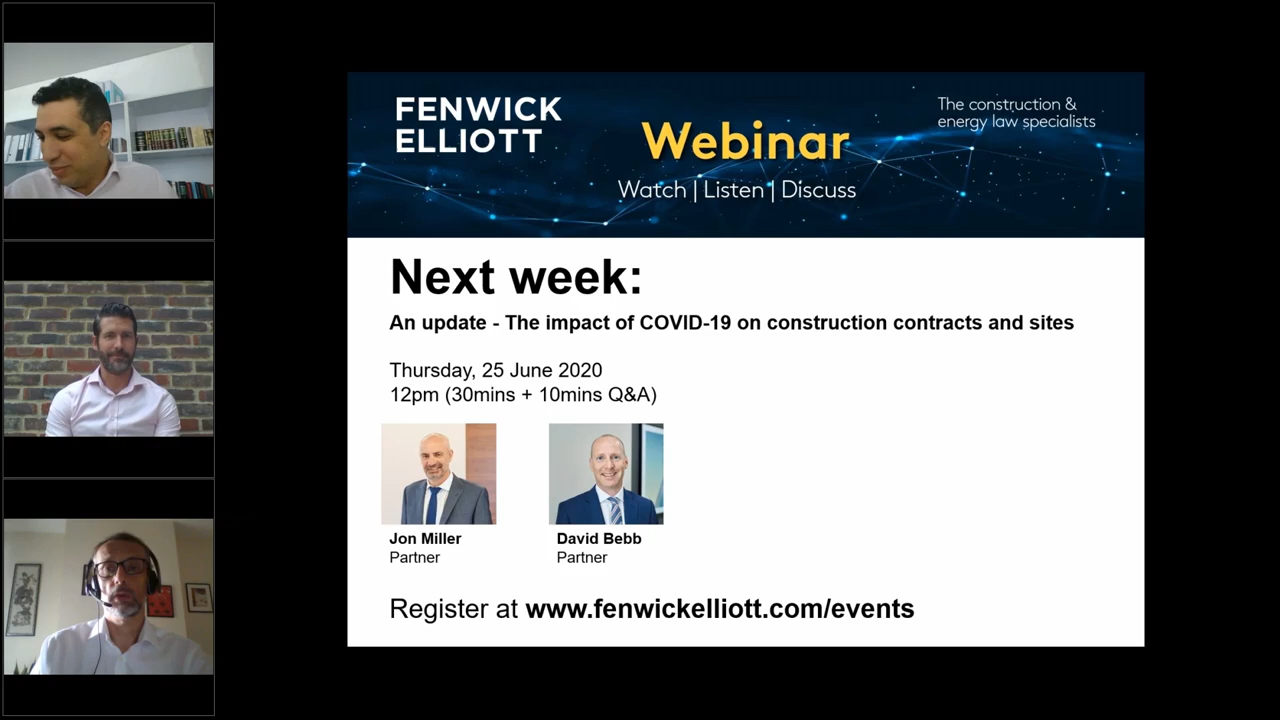 FENWICK
ELLIOTT
Webinar
Watch | Listen | Discuss
The construction &
energy law specialists
Next week:
An update - The impact of COVID-19 on construction contracts and sites
Thursday, 25 June 2020
12pm (30mins + 10mins Q&A)
Jon Miller
Partner
David Bebb
Partner
Register at www.fenwickelliott.com/events